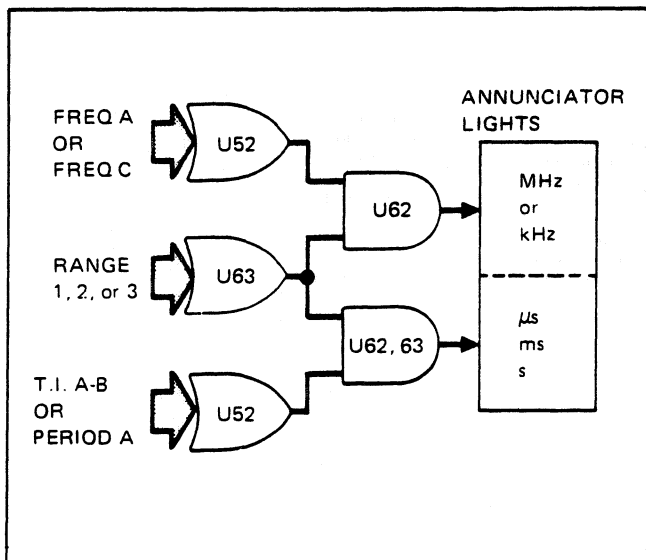 FREQ A
OR
FREQ C
U52
ANNUNCIATOR
LIGHTS
U62
MHz
or
kHz
RANGE
1, 2, or 3
U63
U62, 63
μs
ms
s
T.I. A-B
OR
PERIOD A
U52